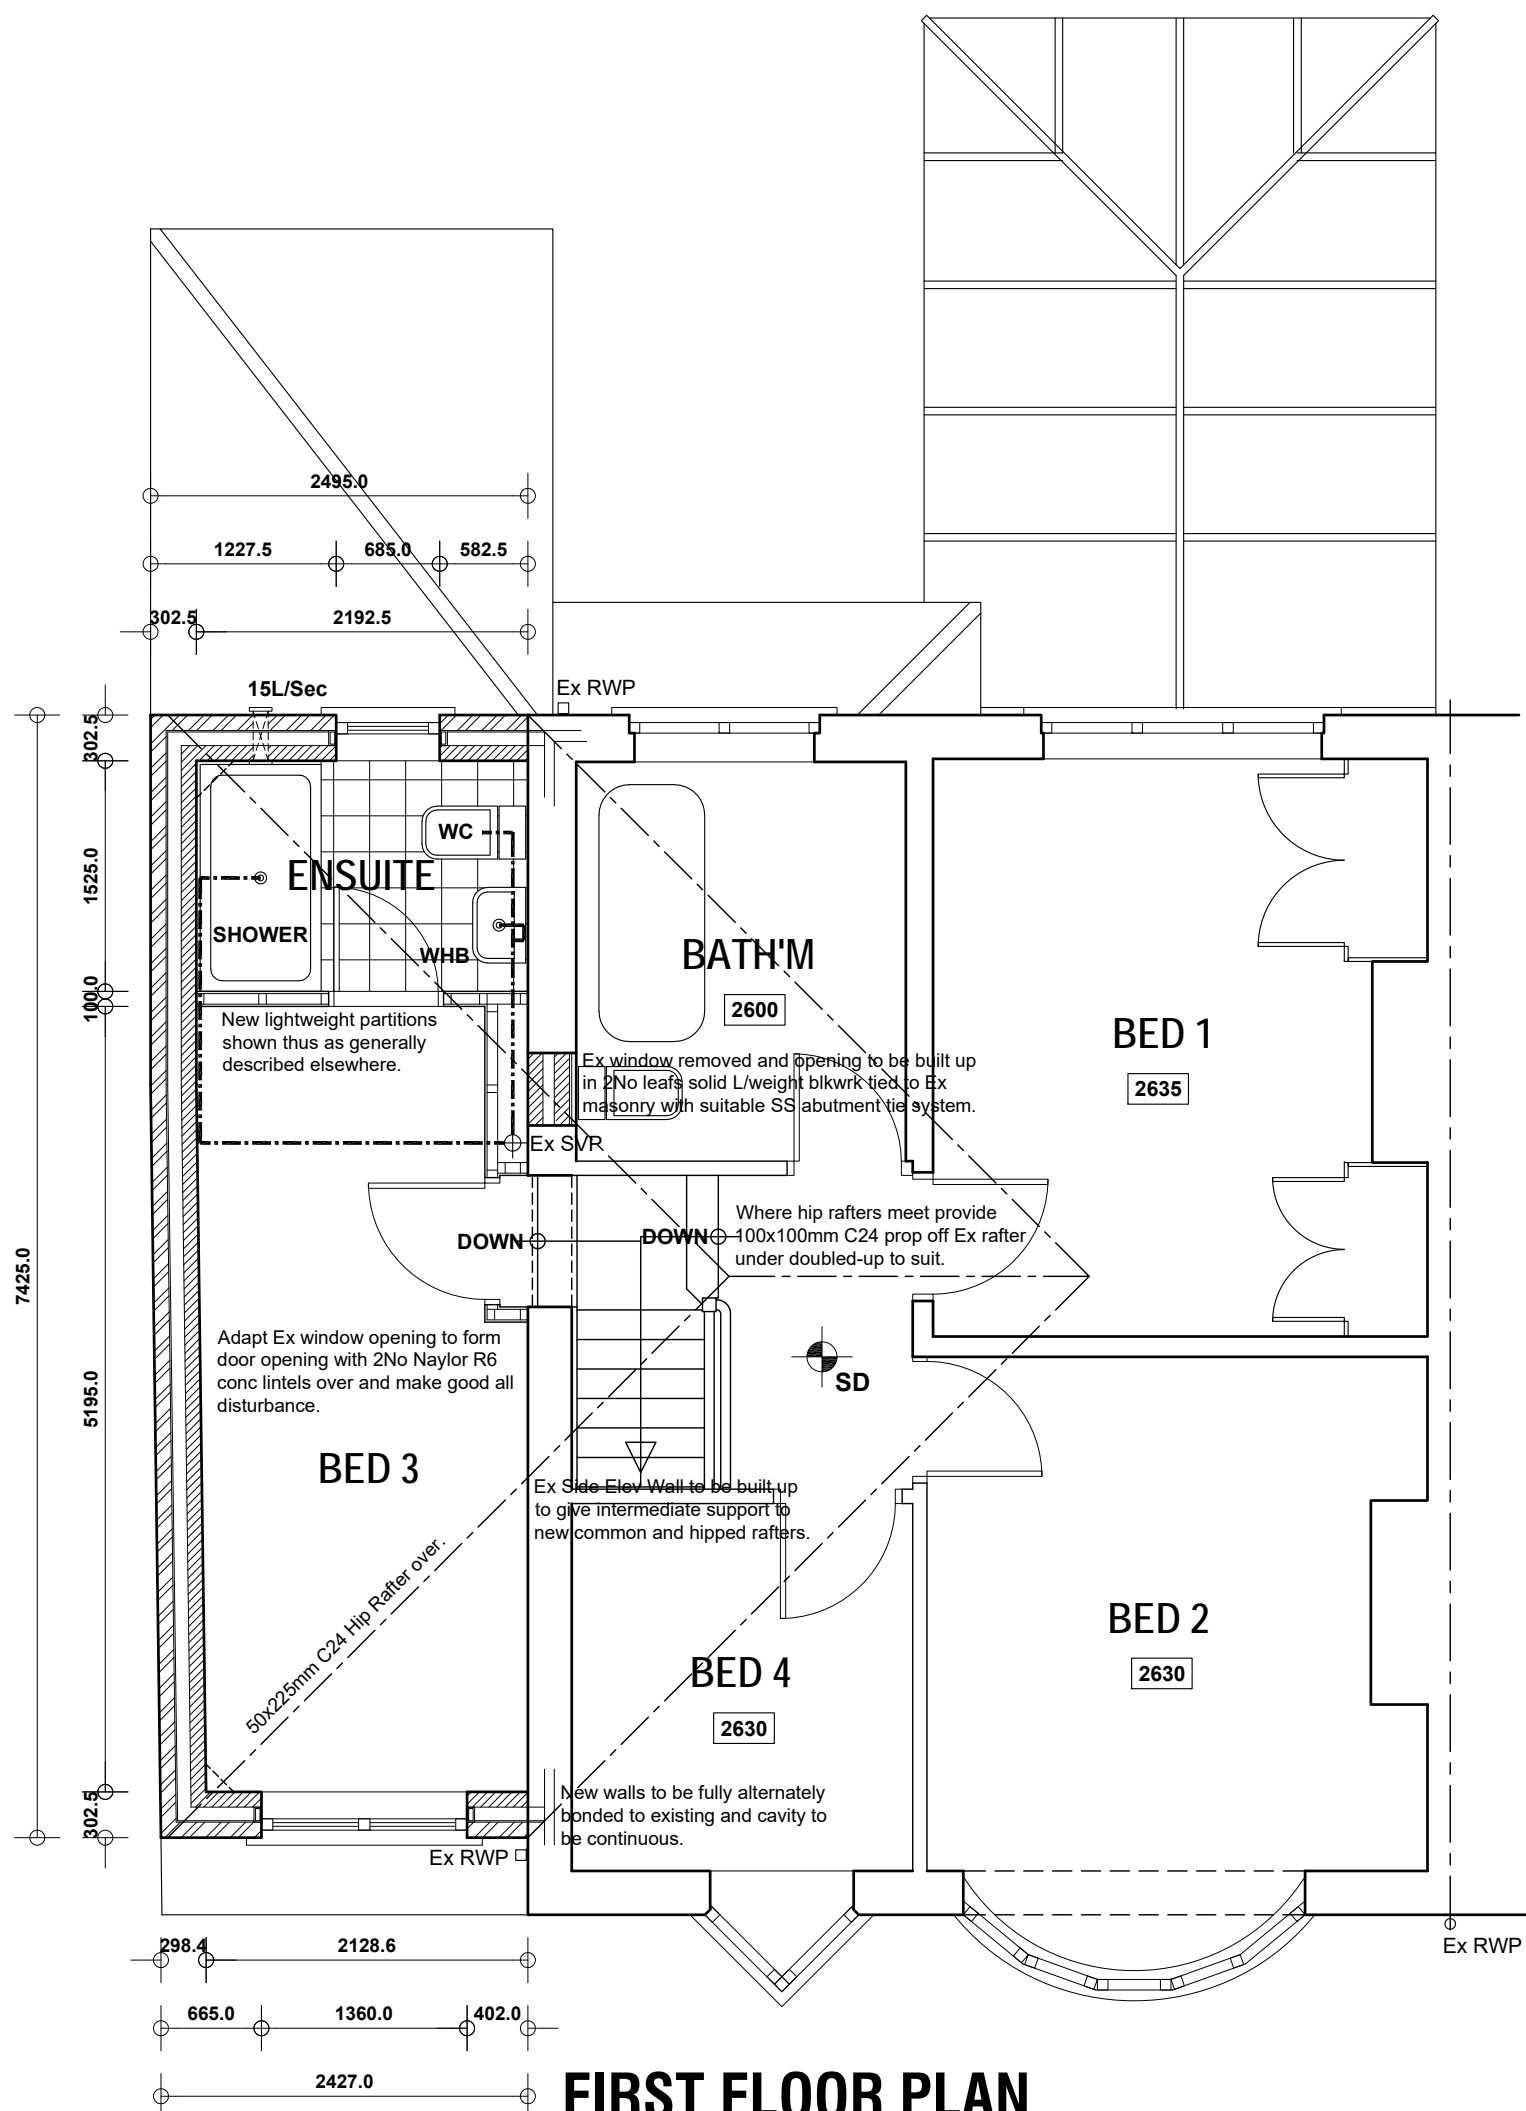 2495.0
1227.5 685.0 582.5
302.5 2192.5
15L/Sec
Ex RWP
302.5
1525.0
100.0
5195.0
302.5
7425.0
WC
ENSUITE
SHOWER
WHB
New lightweight partitions
shown thus as generally
described elsewhere.
BATH'M
2600
Ex window removed and opening to be built up
in 2No leafs solid L/weight blkwrk tied to Ex
masonry with suitable SS abutment tie system.
BED 1
2635
Ex SVR
DOWN
DOWN
Where hip rafters meet provide
100x100mm C24 prop off Ex rafter
under doubled-up to suit.
Adapt Ex window opening to form
door opening with 2No Naylor R6
conc lintels over and make good all
disturbance.
SD
BED 3
Ex Side Elev Wall to be built up
to give intermediate support to
new common and hipped rafters.
50x225mm C24 Hip Rafter over.
BED 4
2630
BED 2
2630
New walls to be fully alternately
bonded to existing and cavity to
be continuous.
Ex RWP
Ex RWP
298.4 2128.6
665.0 1360.0 402.0
2427.0
FIRST FLOOR PLAN